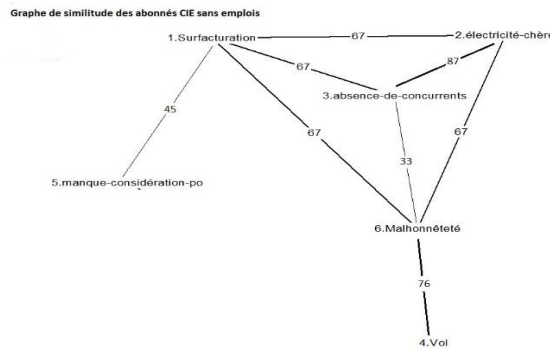 Graphe de similitude des abonnés CIE sans emplois
1.Surfacturation 67 2.électricité-chère
67 87
3.absence-de-concurrents
45
67 67
33
5.manque-considération-po
6.Malhonnêteté
76
4.Vol